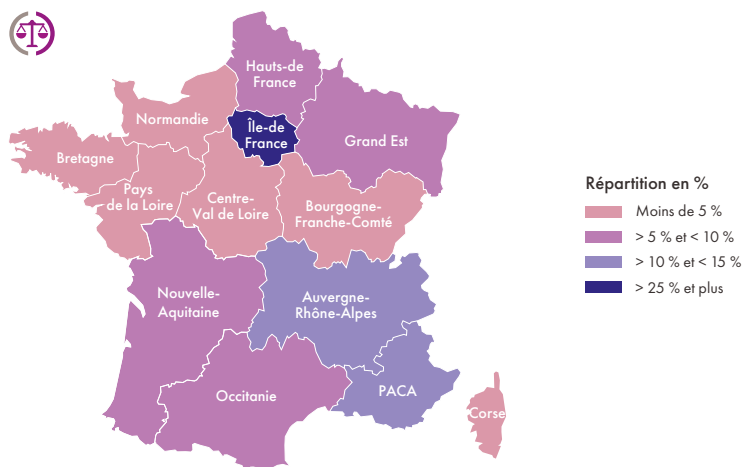 Hauts-de
France
Normandie
Île-de
France
Grand Est
Bretagne
Pays
de la Loire
Centre-
Val de Loire
Bourgogne-
Franche-Comté
Nouvelle-
Aquitaine
Auvergne-
Rhône-Alpes
Occitanie
PACA
Corse
Répartition en %
Moins de 5 %
> 5 % et < 10 %
> 10 % et < 15 %
> 25 % et plus